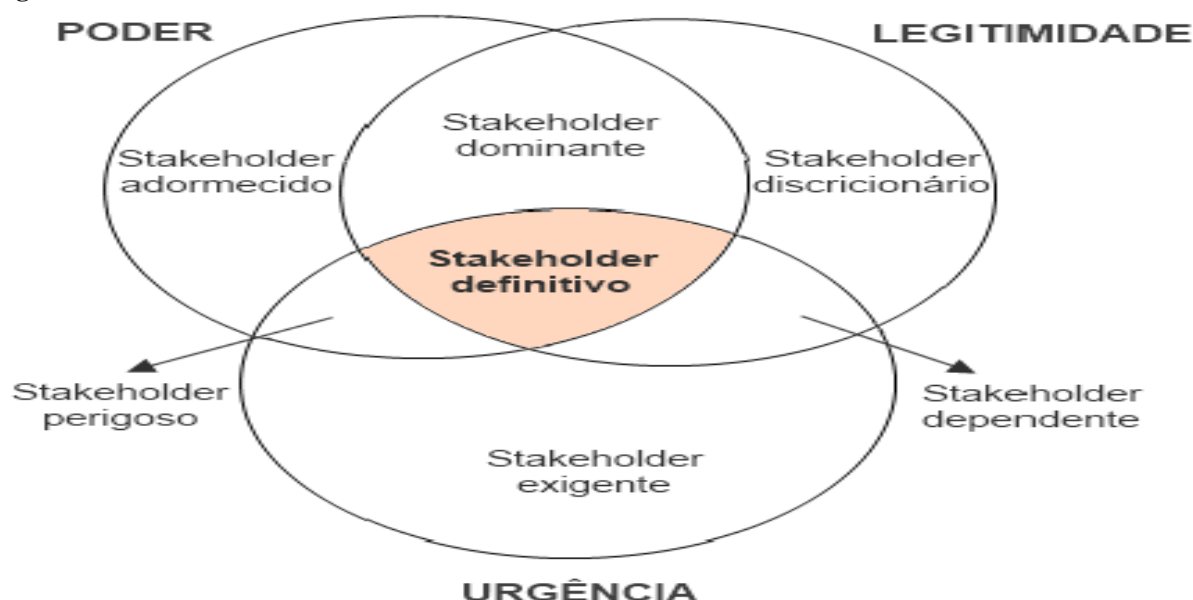 PODER
LEGITIMIDADE
Stakeholder
dominante
Stakeholder
adormecido
Stakeholder
discricionário
Stakeholder
definitivo
Stakeholder
perigoso
Stakeholder
dependente
Stakeholder
exigente
URGÊNCIA